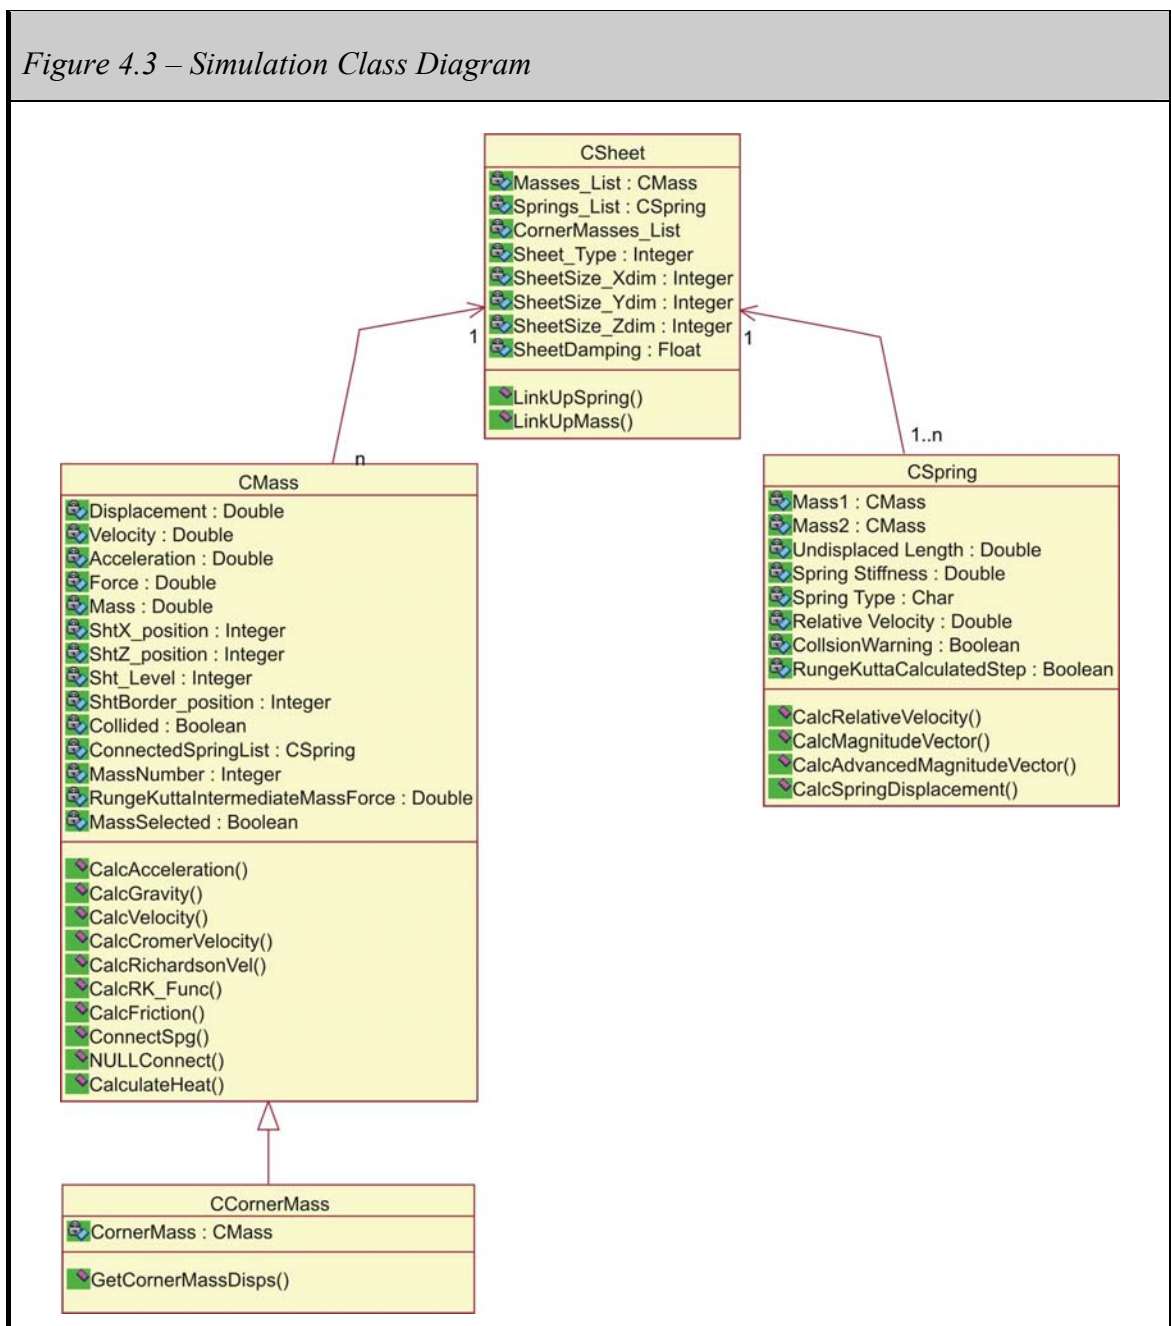 Figure 4.3 – Simulation Class Diagram
CSheet
Masses_List : CMass
Springs_List : CSpring
CornerMasses_List
Sheet_Type : Integer
SheetSize_Xdim : Integer
SheetSize_Ydim : Integer
SheetSize_Zdim : Integer
SheetDamping : Float
LinkUpSpring()
LinkUpMass()
1
1
n
1..n
CMass
Displacement : Double
Velocity : Double
Acceleration : Double
Force : Double
Mass : Double
ShtX_position : Integer
ShtZ_position : Integer
Sht_Level : Integer
ShtBorder_position : Integer
Collided : Boolean
ConnectedSpringList : CSpring
MassNumber : Integer
RungeKuttaIntermediateMassForce : Double
MassSelected : Boolean
CalcAcceleration()
CalcGravity()
CalcVelocity()
CalcCromerVelocity()
CalcRichardsonVel()
CalcRK_Func()
CalcFriction()
ConnectSpg()
NULLConnect()
CalculateHeat()
CSpring
Mass1 : CMass
Mass2 : CMass
Undisplaced Length : Double
Spring Stiffness : Double
Spring Type : Char
Relative Velocity : Double
CollsionWarning : Boolean
RungeKuttaCalculatedStep : Boolean
CalcRelativeVelocity()
CalcMagnitudeVector()
CalcAdvancedMagnitudeVector()
CalcSpringDisplacement()
CCornerMass
CornerMass : CMass
GetCornerMassDisps()